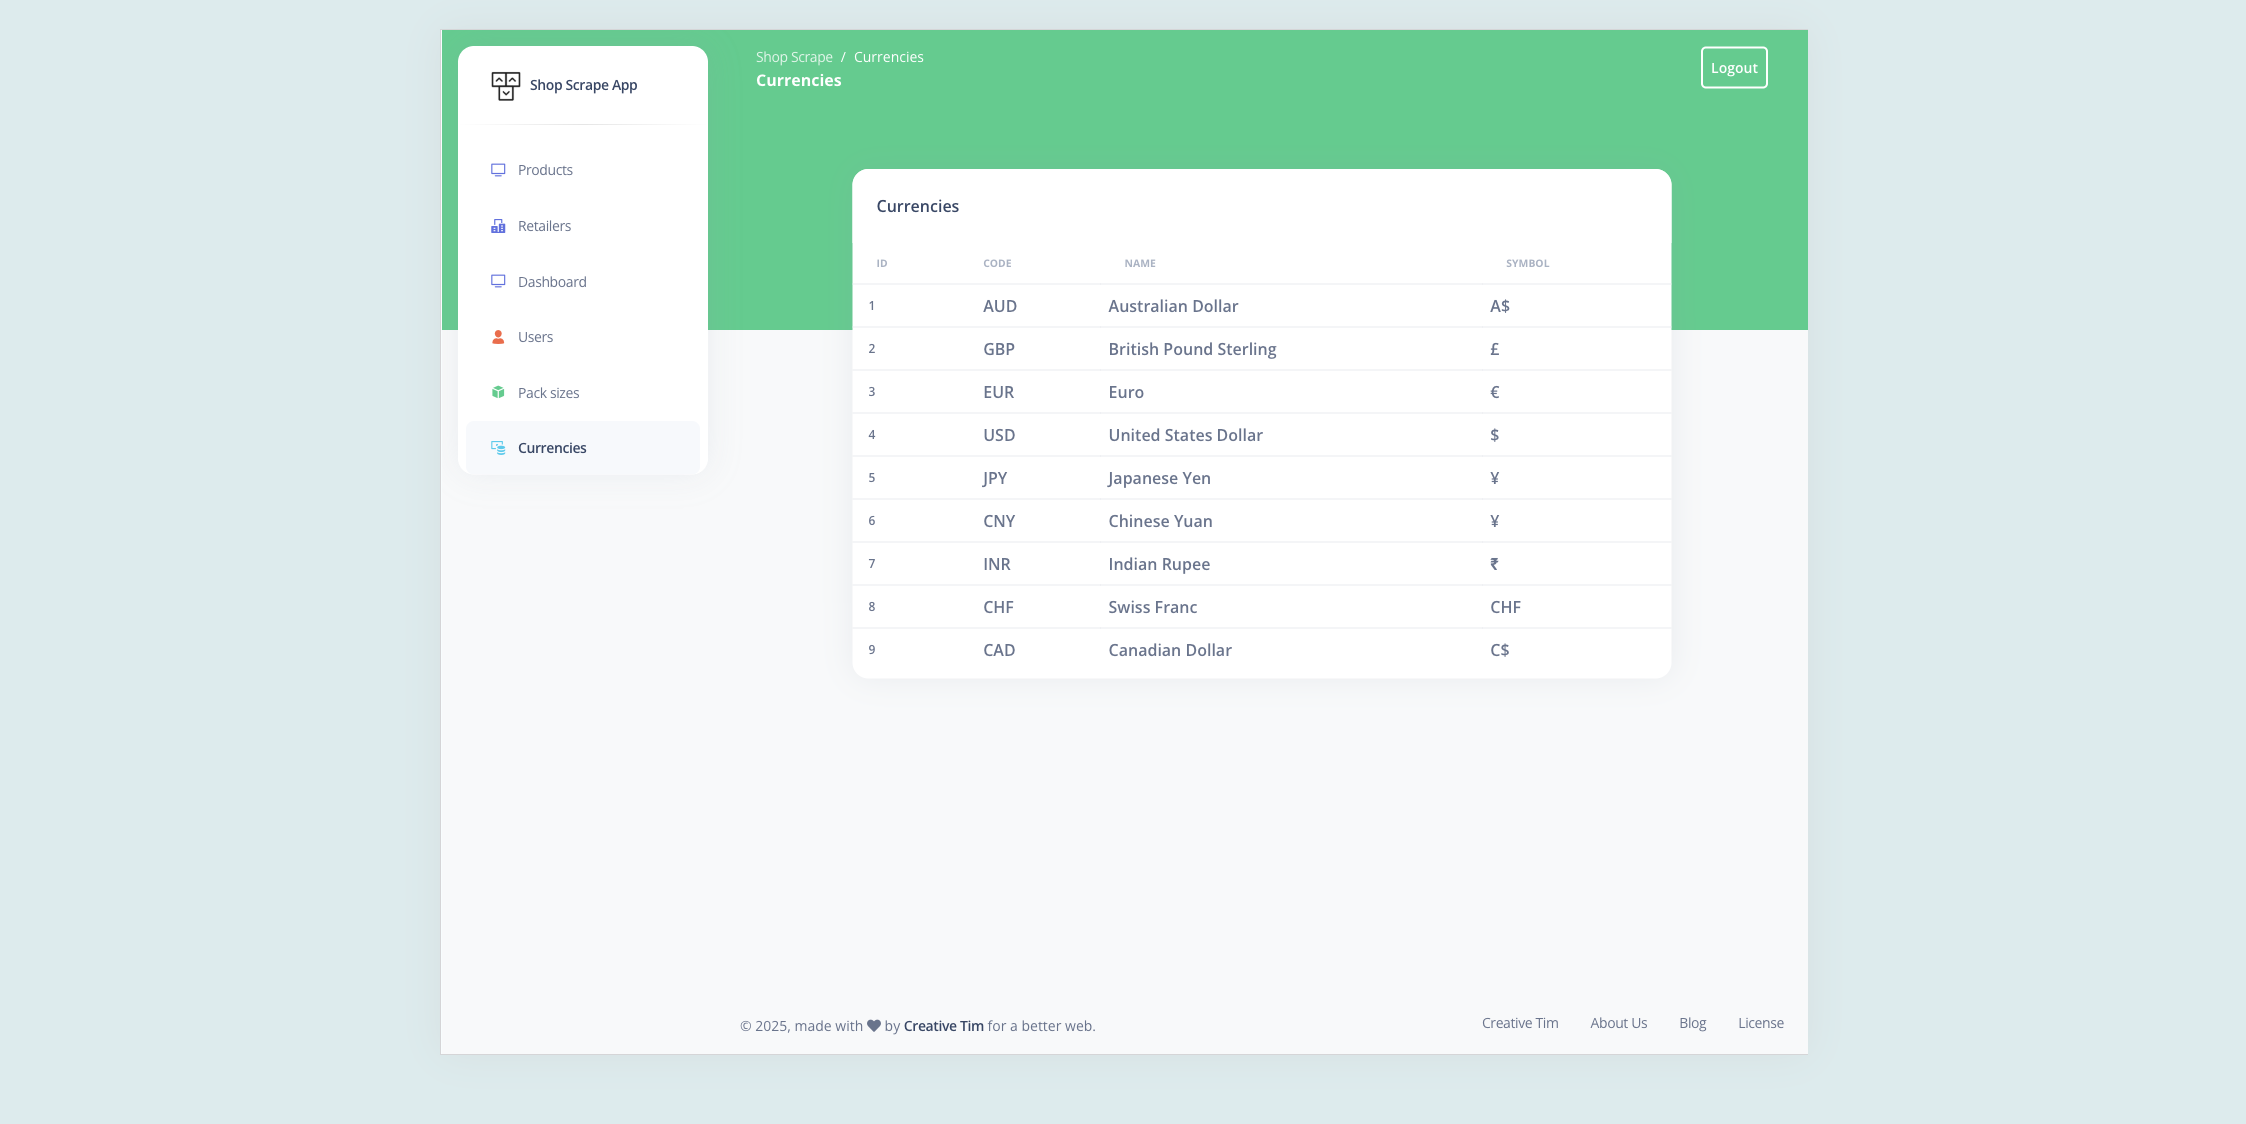 Shop Scrape App
Products
Retailers
Dashboard
Users
Pack sizes
Currencies
Shop Scrape / Currencies
Currencies
Logout
Currencies
ID CODE NAME SYMBOL
1 AUD Australian Dollar A$
2 GBP British Pound Sterling £
3 EUR Euro €
4 USD United States Dollar $
5 JPY Japanese Yen ¥
6 CNY Chinese Yuan ¥
7 INR Indian Rupee ₹
8 CHF Swiss Franc CHF
9 CAD Canadian Dollar C$
© 2025, made with ♥ by Creative Tim for a better web.
Creative Tim About Us Blog License